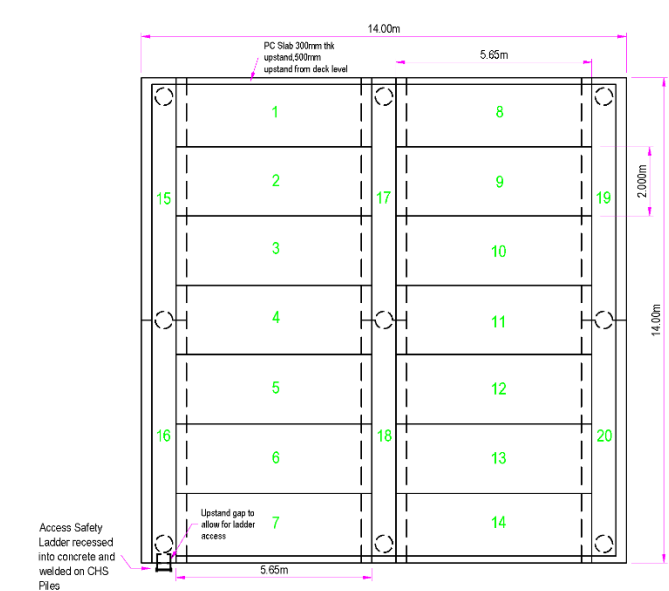 14.00m
PC Slab 300mm thk
upstand,500mm
upstand from deck level
5.65m
1
8
2
9
2.000m
15
17
19
3
10
4
11
14.00m
5
12
16
18
20
6
13
Upstand gap to
allow for ladder
access
7
14
Access Safety
Ladder recessed
into concrete and
welded on CHS
Piles
5.65m